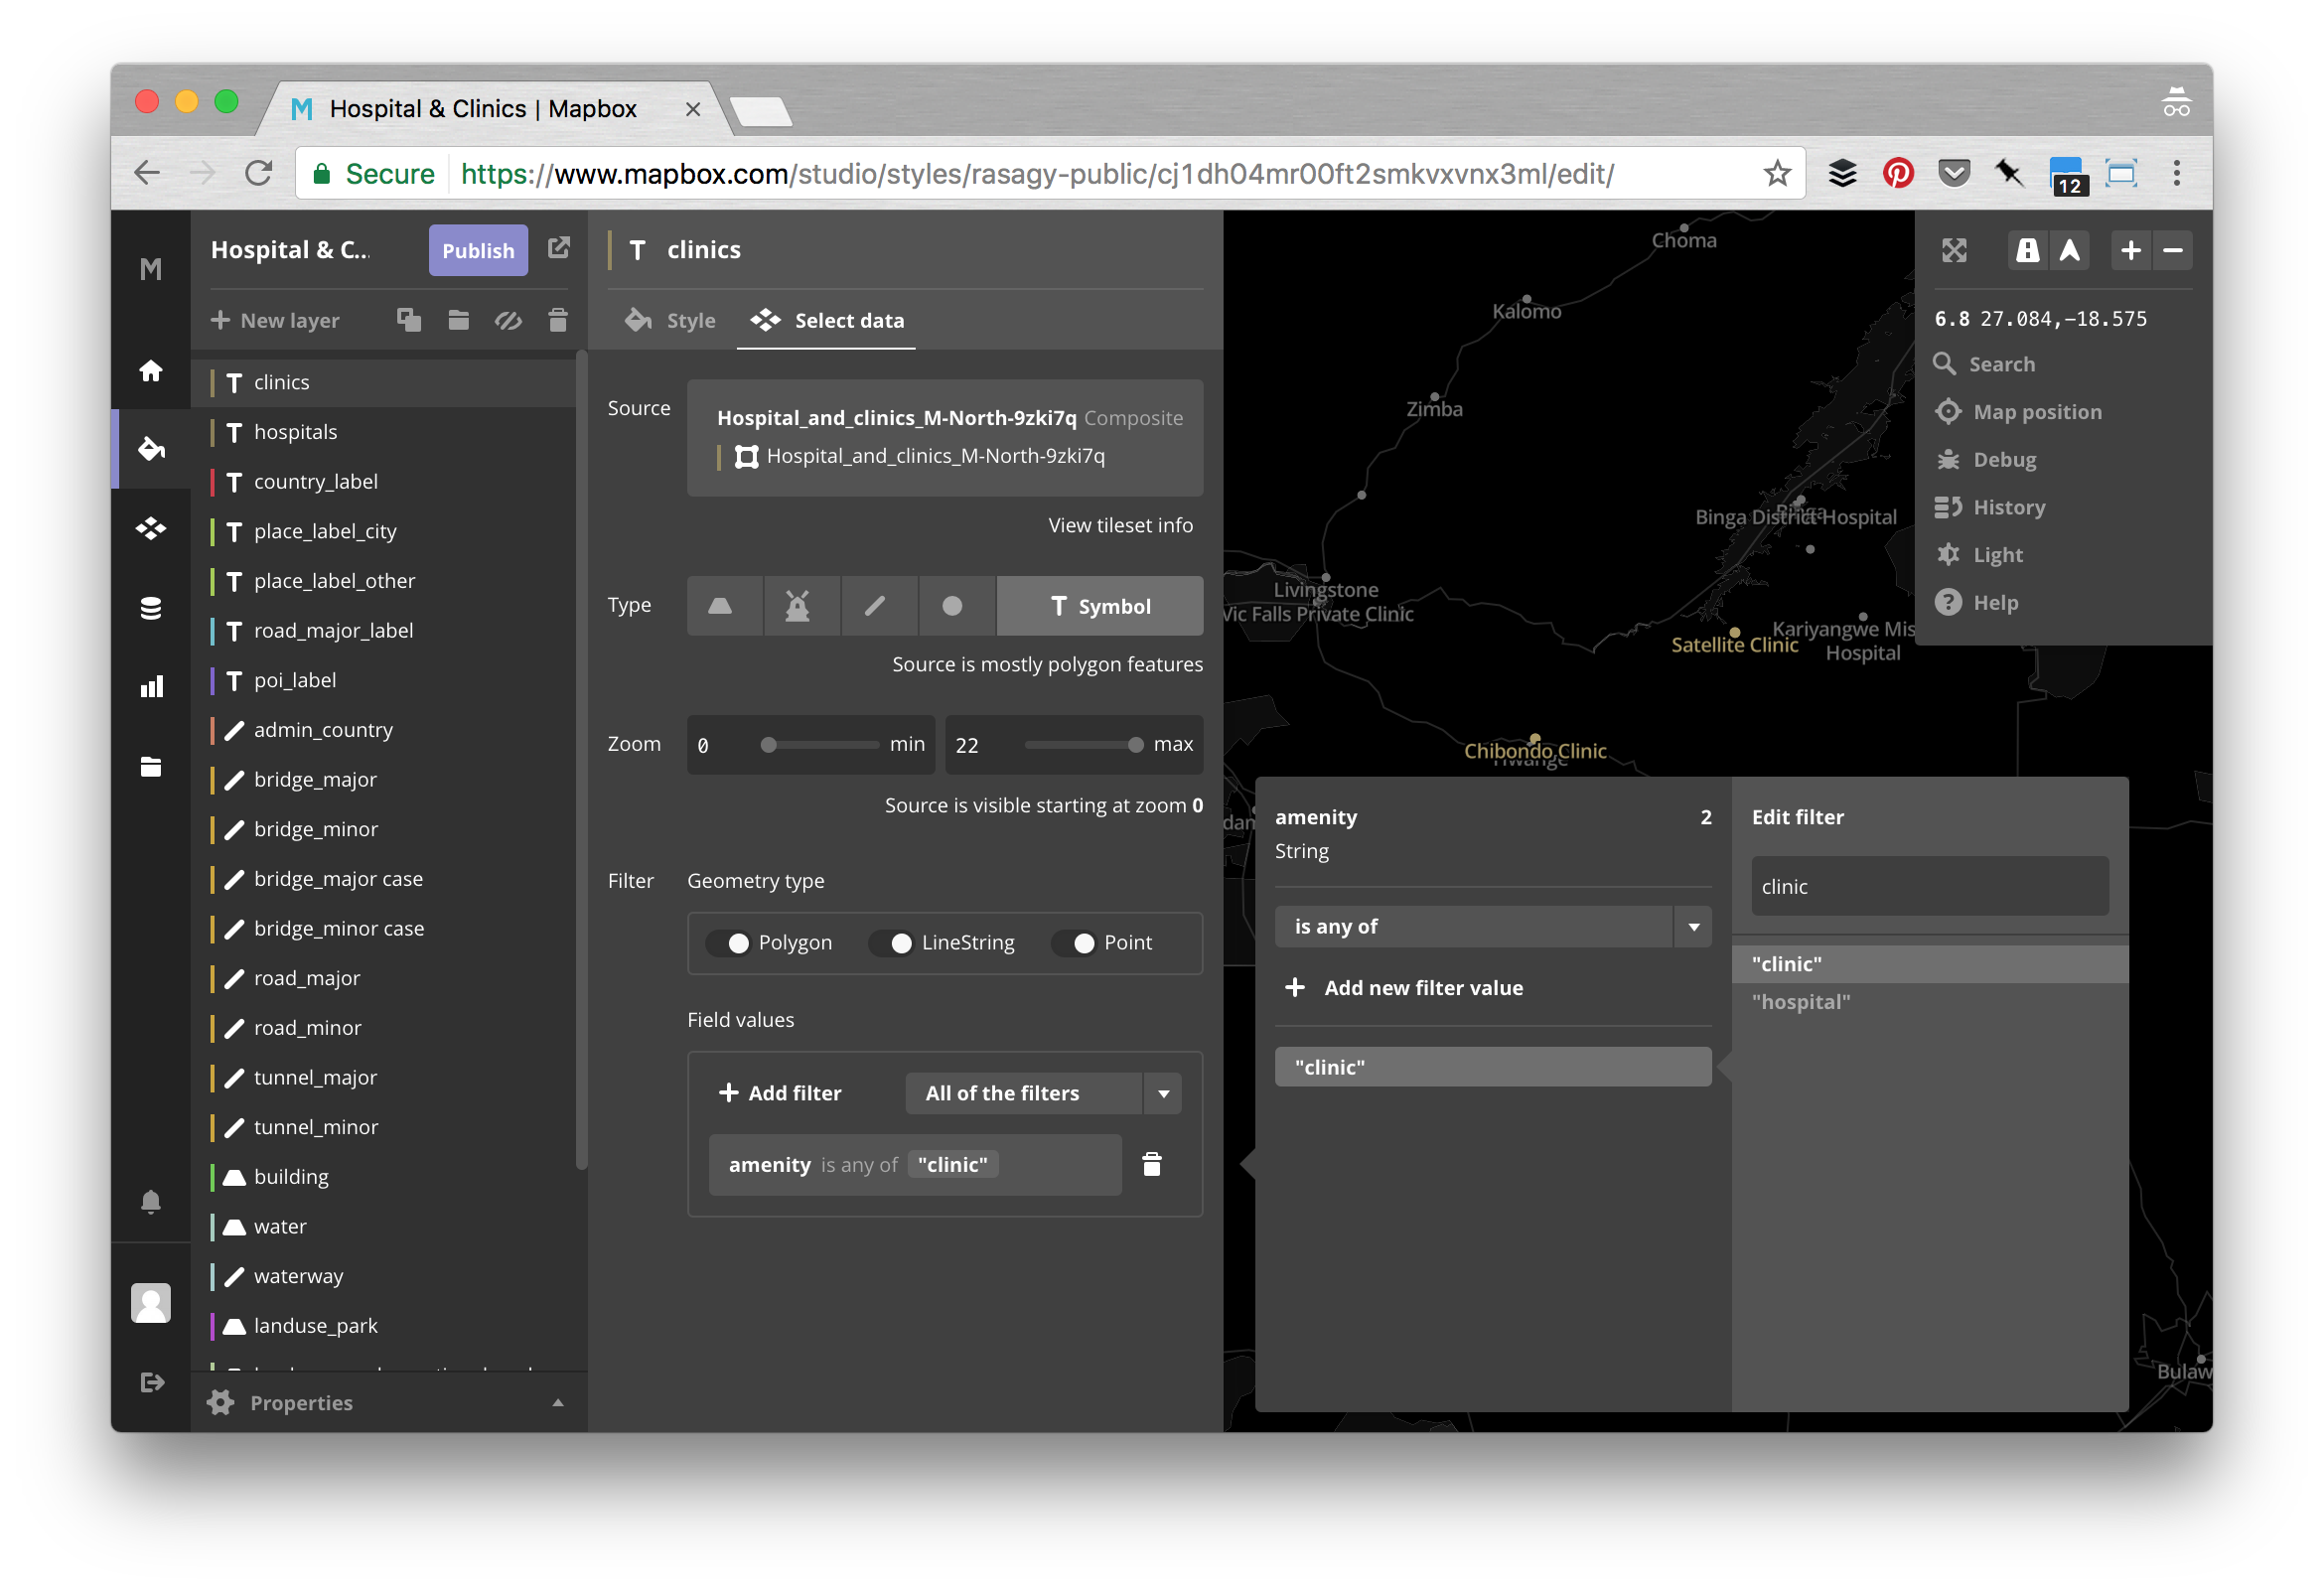 Hospital & Clinics | Mapbox
Secure
https://www.mapbox.com/studio/styles/rasagy-public/cj1dh04mr00ft2smkvxvnx3ml/edit/
12
Hospital & C...
Publish
New layer
clinics
hospitals
country_label
place_label_city
place_label_other
road_major_label
poi_label
admin_country
bridge_major
bridge_minor
bridge_major case
bridge_minor case
road_major
road_minor
tunnel_major
tunnel_minor
building
water
waterway
landuse_park
Properties
clinics
Style
Select data
Source
Hospital_and_clinics_M-North-9zki7q Composite
Hospital_and_clinics_M-North-9zki7q
View tileset info
Type
Symbol
Source is mostly polygon features
Zoom
0
min
22
max
Source is visible starting at zoom 0
Filter
Geometry type
Polygon
LineString
Point
Field values
Add filter
All of the filters
amenity is any of "clinic"
Choma
Kalomo
Zimba
Binga District Hospital
Binga
Livingstone
Vic Falls Private Clinic
Satellite Clinic
Kariyangwe Mis
Hospital
Chibondo Clinic
Hwange
Bulaw
6.8 27.084,-18.575
Search
Map position
Debug
History
Light
Help
amenity
2
String
is any of
Add new filter value
"clinic"
Edit filter
clinic
"clinic"
"hospital"